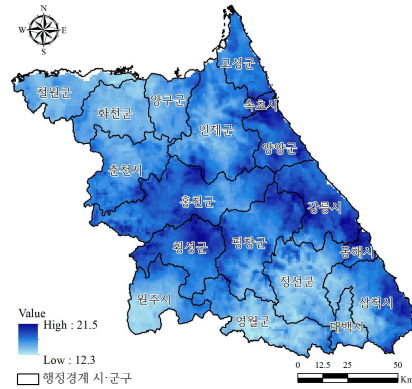 N
W
E
S
고성군
속초시
철원군
화천군
양구군
인제군
양양군
춘천시
홍천군
강릉시
횡성군
평창군
동해시
정선군
원주시
삼척시
영월군
태백시
Value
High : 21.5
Low : 12.3
행정경계 시·군구
0
12.5
25
50
Km